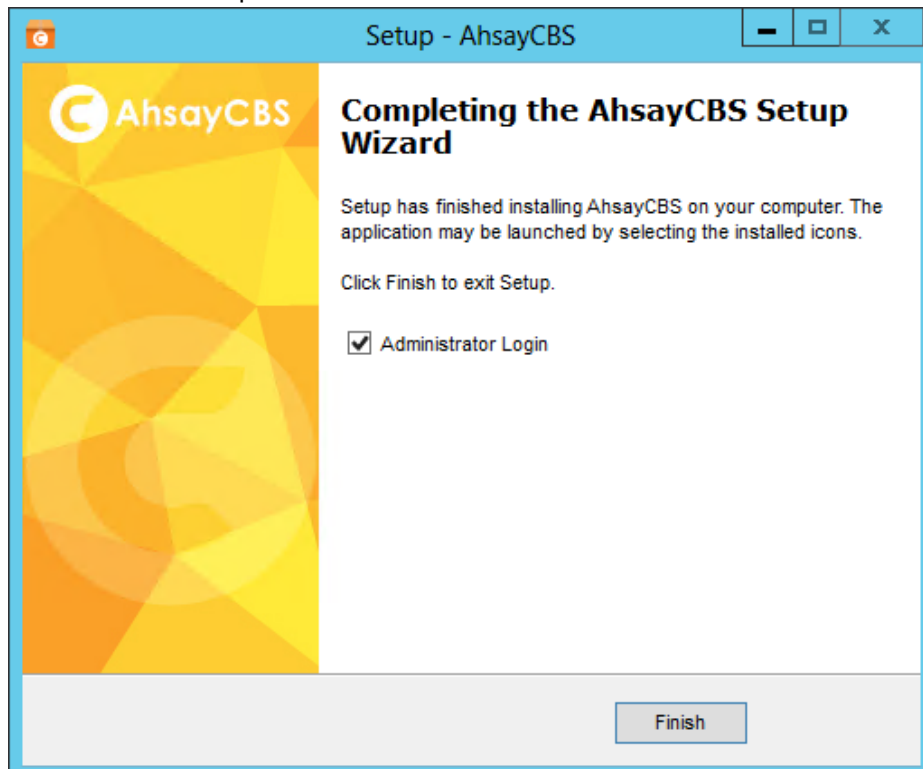 Setup - AhsayCBS
AhsayCBS
Completing the AhsayCBS Setup
Wizard
Setup has finished installing AhsayCBS on your computer. The
application may be launched by selecting the installed icons.
Click Finish to exit Setup.
Administrator Login
Finish